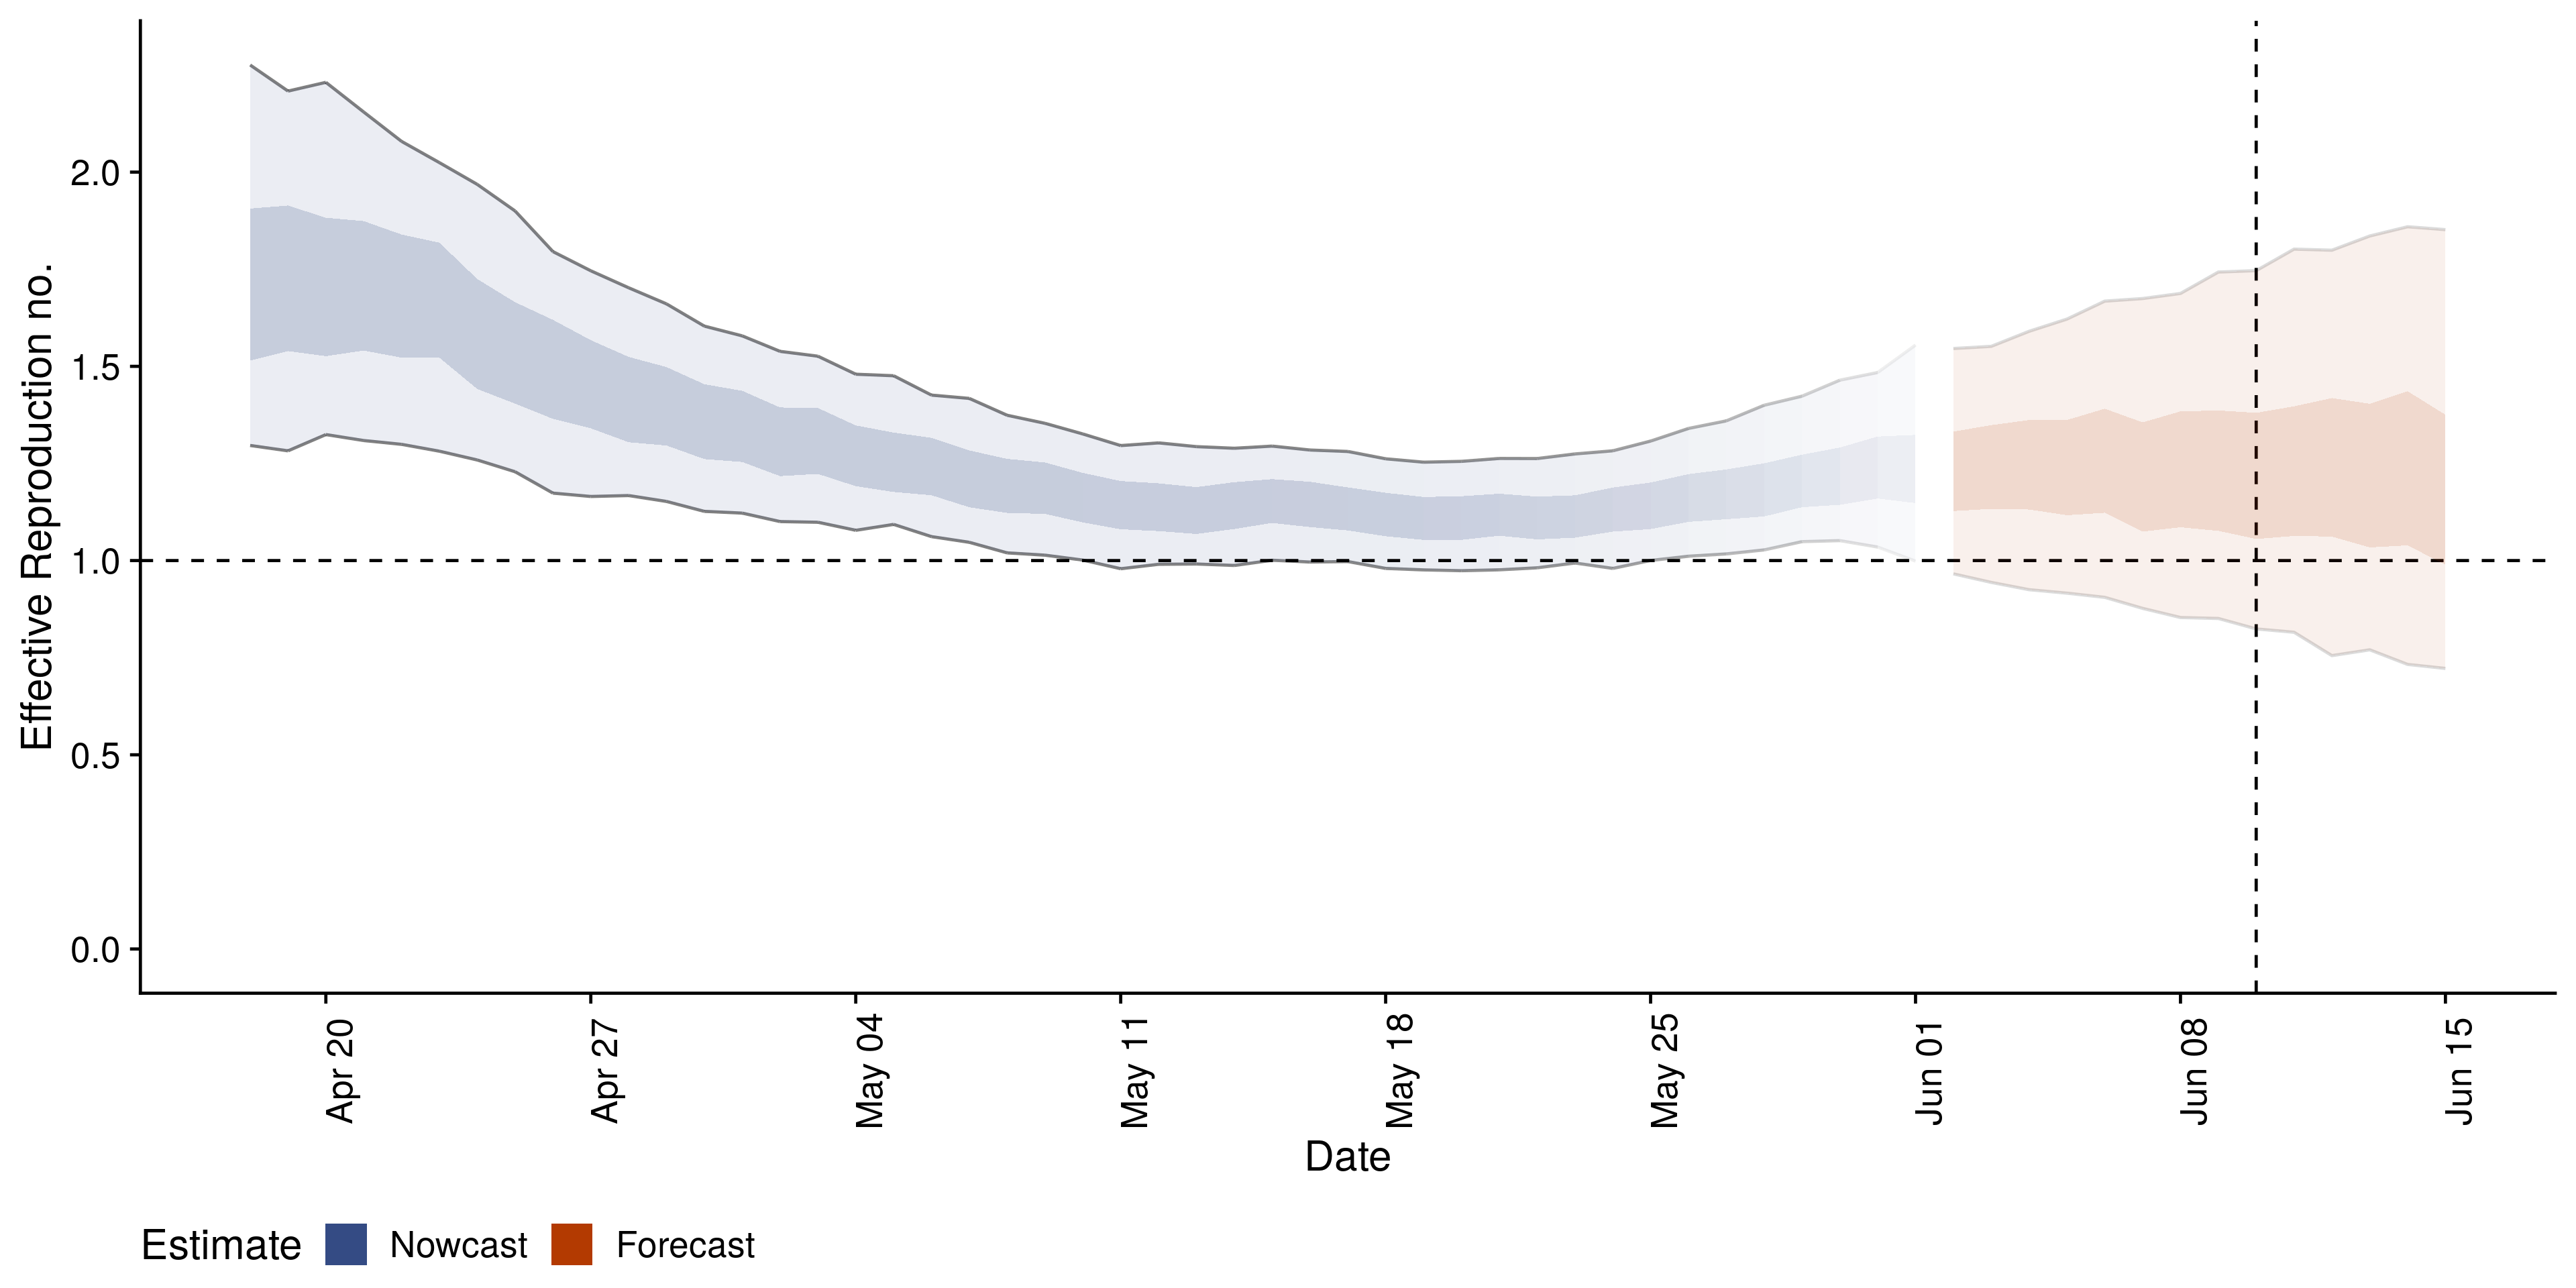 Effective Reproduction no.
2.0
1.5
1.0
0.5
0.0
Apr 20
Apr 27
May 04
May 11
May 18
May 25
Jun 01
Jun 08
Jun 15
Date
Estimate Nowcast Forecast